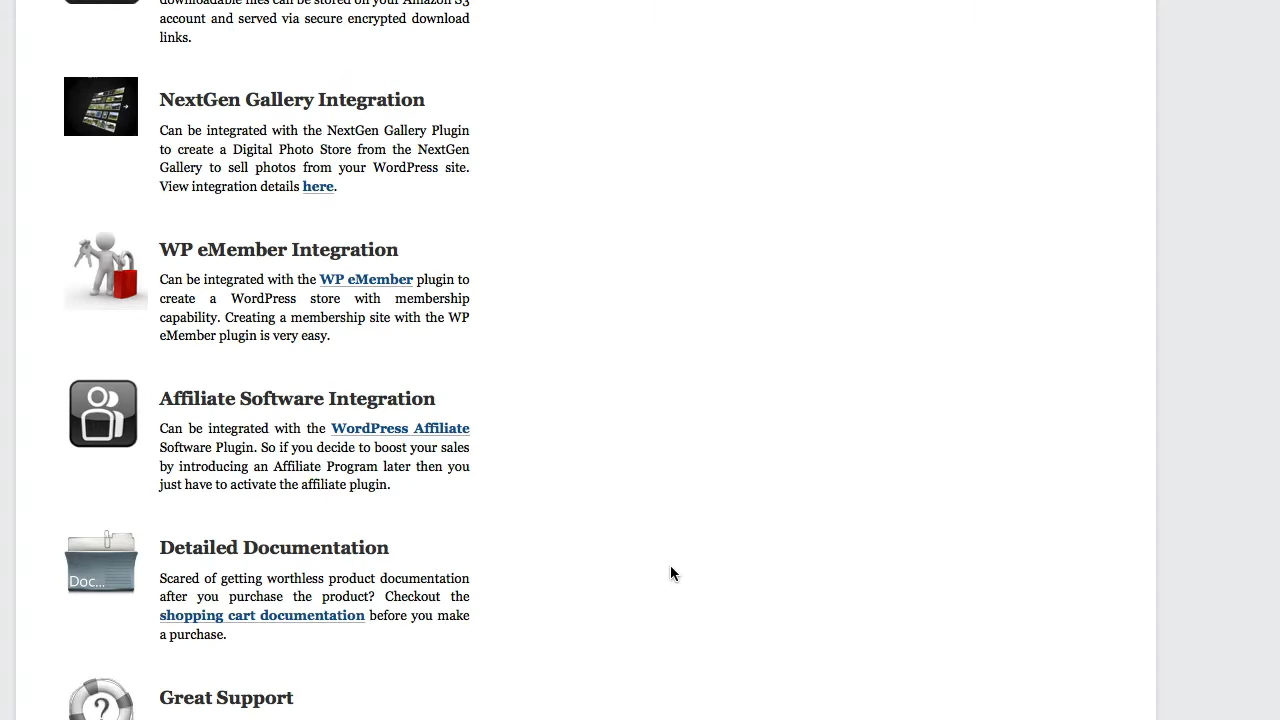 downloadable files can be stored on your Amazon S3
account and served via secure encrypted download
links.
NextGen Gallery Integration
Can be integrated with the NextGen Gallery Plugin
to create a Digital Photo Store from the NextGen
Gallery to sell photos from your WordPress site.
View integration details here.
WP eMember Integration
Can be integrated with the WP eMember plugin to
create a WordPress store with membership
capability. Creating a membership site with the WP
eMember plugin is very easy.
Affiliate Software Integration
Can be integrated with the WordPress Affiliate
Software Plugin. So if you decide to boost your sales
by introducing an Affiliate Program later then you
just have to activate the affiliate plugin.
Detailed Documentation
Doc...
Scared of getting worthless product documentation
after you purchase the product? Checkout the
shopping cart documentation before you make
a purchase.
Great Support
?